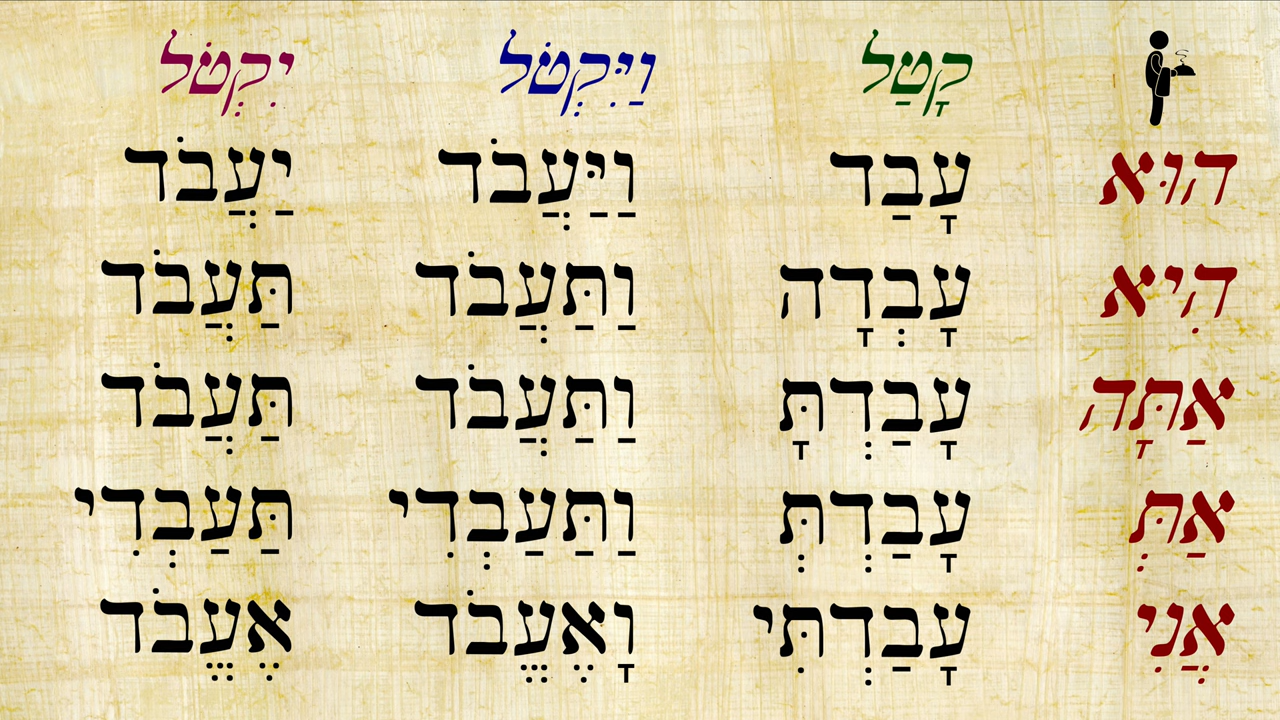 קָטַל וַיִּקְטֹל יִקְטֹל
הוּא עָבַד וַיַּעֲבֹד יַעֲבֹד
הִיא עָבְדָה וַתַּעֲבֹד תַּעֲבֹד
אַתָּה עָבַדְתָּ וַתַּעֲבֹד תַּעֲבֹד
אַתְּ עָבַדְתְּ וַתַּעַבְדִי תַּעַבְדִי
אֲנִי עָבַדְתִּי וָאֶעֱבֹד אֶעֱבֹד